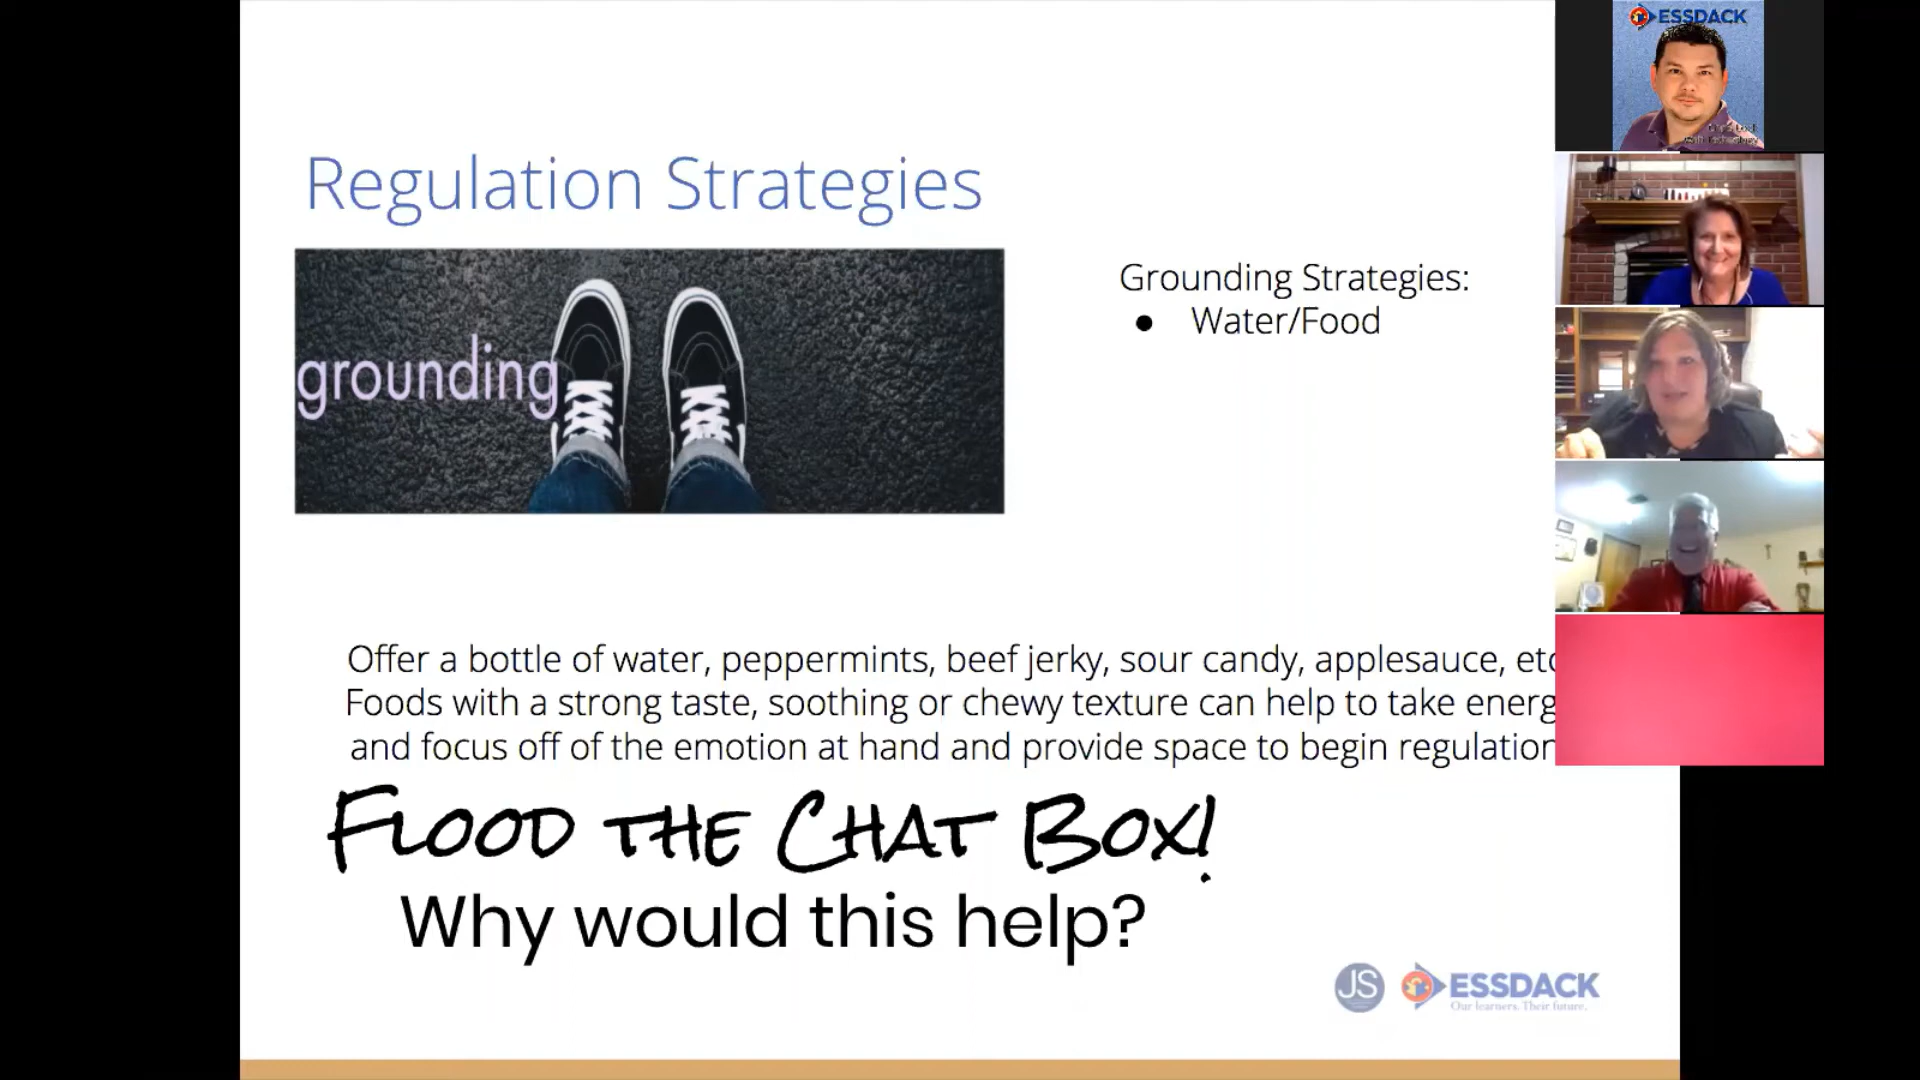 ESSDACK
Regulation Strategies
grounding
Grounding Strategies:
● Water/Food
Offer a bottle of water, peppermints, beef jerky, sour candy, applesauce, etc
Foods with a strong taste, soothing or chewy texture can help to take energ
and focus off of the emotion at hand and provide space to begin regulation
FLOOD THE CHAT BOX!
Why would this help?
JS
ESSDACK
Our learners. Their future.